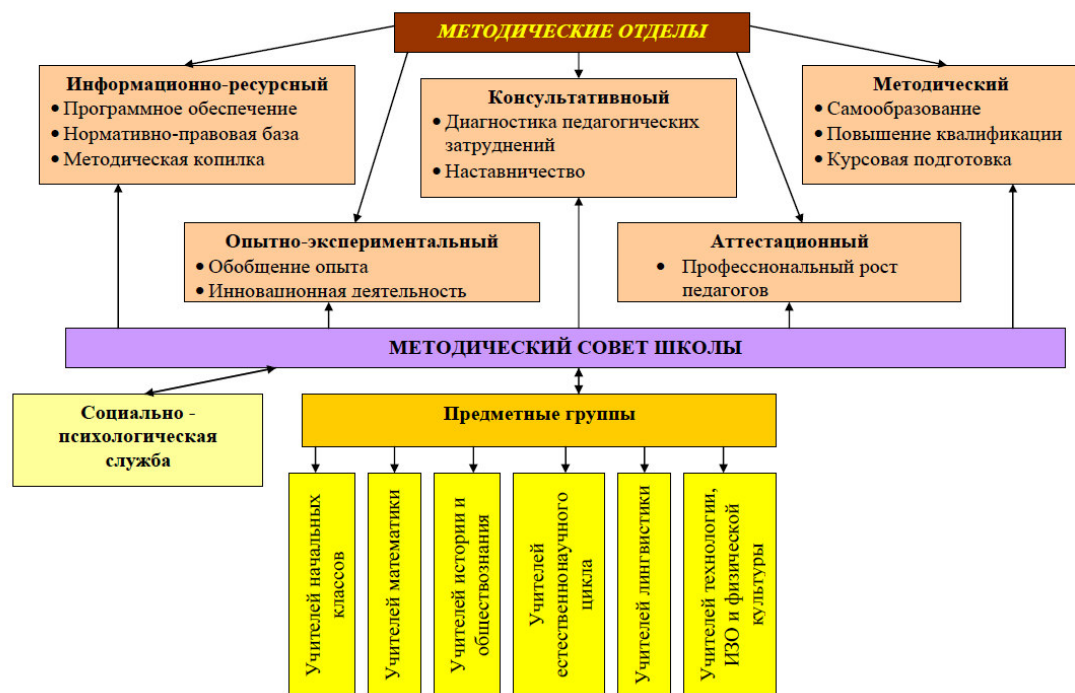 МЕТОДИЧЕСКИЕ ОТДЕЛЫ
Информационно-ресурсный
• Программное обеспечение
• Нормативно-правовая база
• Методическая копилка
Консультативноый
• Диагностика педагогических
затруднений
• Наставничество
Методический
• Самообразование
• Повышение квалификации
• Курсовая подготовка
Опытно-экспериментальный
• Обобщение опыта
• Инновационная деятельность
Аттестационный
• Профессиональный рост
педагогов
МЕТОДИЧЕСКИЙ СОВЕТ ШКОЛЫ
Социально -
психологическая
служба
Предметные группы
Учителей начальных
классов
Учителей математики
Учителей истории и
обществознания
Учителей
естественнонаучного
цикла
Учителей лингвистики
Учителей технологии,
ИЗО и физической
культуры